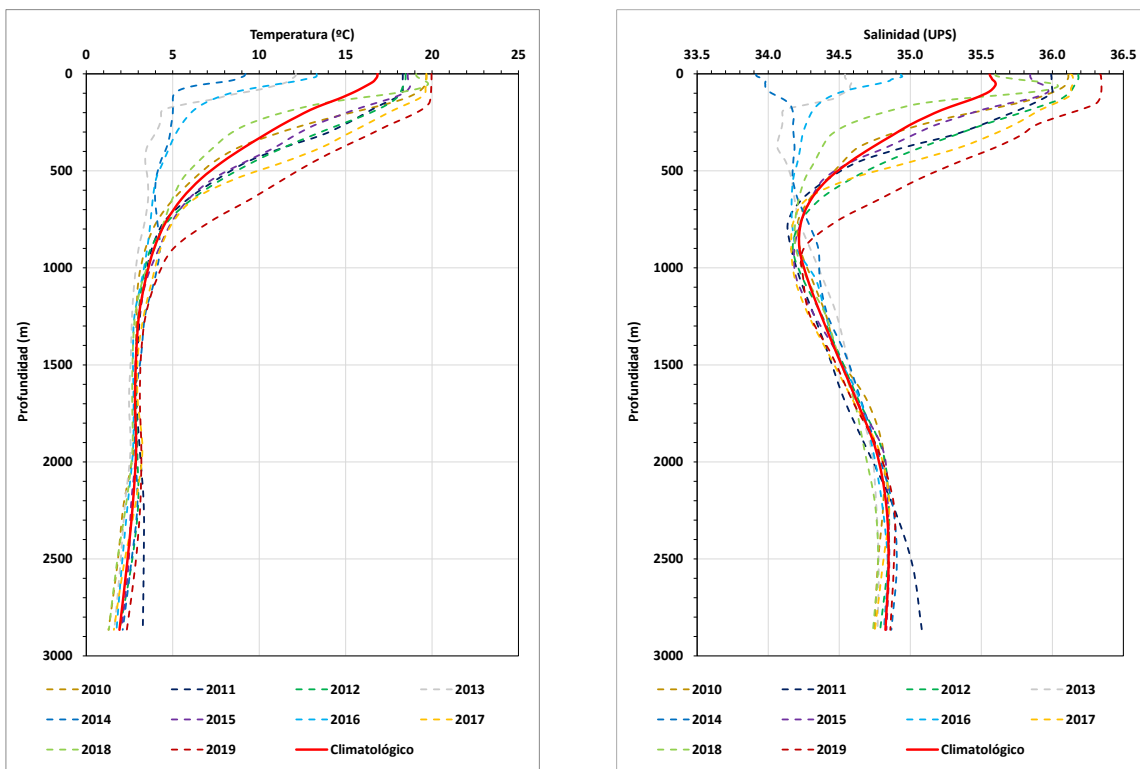 Temperatura (ºC)
0 5 10 15 20 25
0
500
1000
1500
2000
2500
3000
Profundidad (m)
2010 2011 2012 2013
2014 2015 2016 2017
2018 2019 Climatológico
Salinidad (UPS)
33.5 34.0 34.5 35.0 35.5 36.0 36.5
0
500
1000
1500
2000
2500
3000
Profundidad (m)
2010 2011 2012 2013
2014 2015 2016 2017
2018 2019 Climatológico